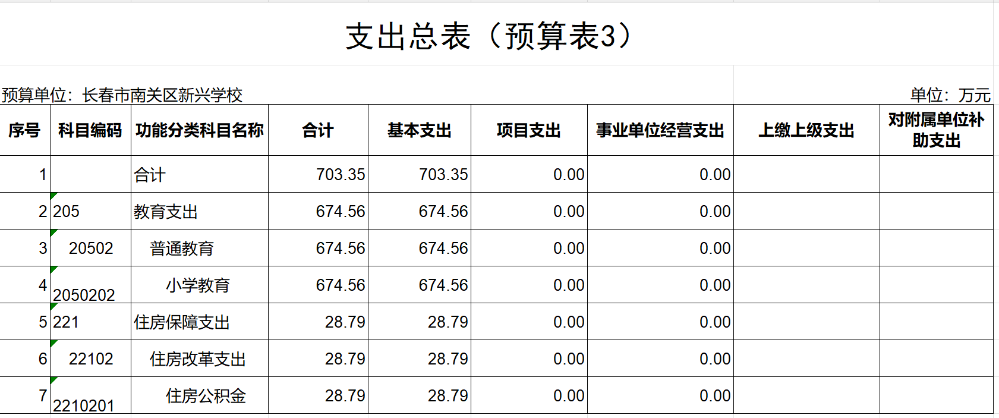 支出总表（预算表3）
预算单位：长春市南关区新兴学校 单位：万元
序号 科目编码 功能分类科目名称 合计 基本支出 项目支出 事业单位经营支出 上缴上级支出 对附属单位补助支出
1 合计 703.35 703.35 0.00 0.00
2 205 教育支出 674.56 674.56 0.00 0.00
3 20502 普通教育 674.56 674.56 0.00 0.00
4 2050202 小学教育 674.56 674.56 0.00 0.00
5 221 住房保障支出 28.79 28.79 0.00 0.00
6 22102 住房改革支出 28.79 28.79 0.00 0.00
7 2210201 住房公积金 28.79 28.79 0.00 0.00